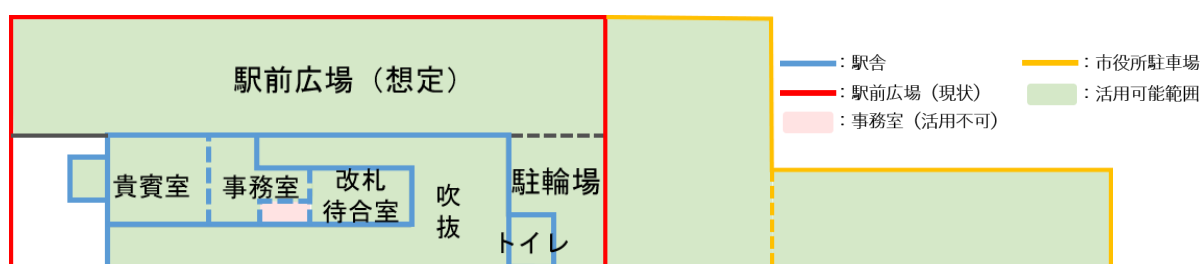 駅前広場（想定）
：駅舎
：市役所駐車場
：駅前広場（現状）
：活用可能範囲
：事務室（活用不可）
貴賓室
事務室
改札
待合室
吹
抜
駐輪場
トイレ